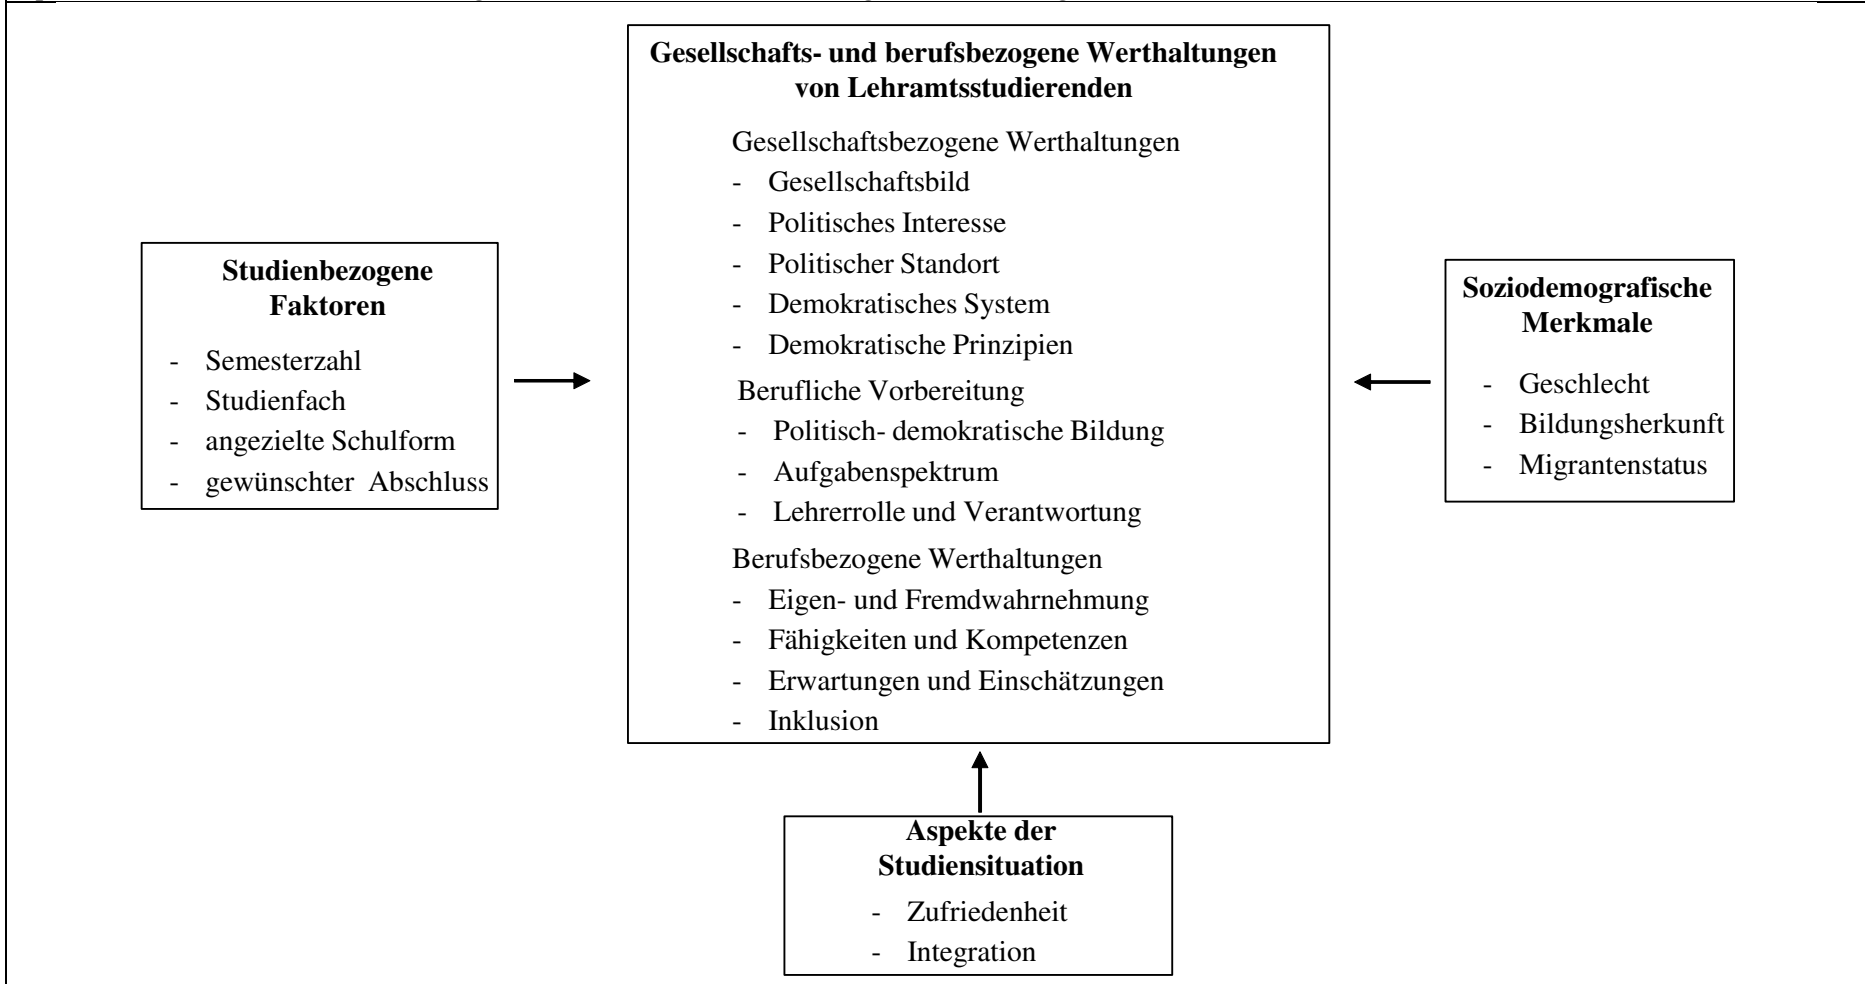 Gesellschafts- und berufsbezogene Werthaltungen
von Lehramtsstudierenden
Gesellschaftsbezogene Werthaltungen
- Gesellschaftsbild
- Politisches Interesse
- Politischer Standort
- Demokratisches System
- Demokratische Prinzipien
Berufliche Vorbereitung
- Politisch- demokratische Bildung
- Aufgabenspektrum
- Lehrerrolle und Verantwortung
Berufsbezogene Werthaltungen
- Eigen- und Fremdwahrnehmung
- Fähigkeiten und Kompetenzen
- Erwartungen und Einschätzungen
- Inklusion
Studienbezogene
Faktoren
- Semesterzahl
- Studienfach
- angezielte Schulform
- gewünschter Abschluss
Soziodemografische
Merkmale
- Geschlecht
- Bildungsherkunft
- Migrantenstatus
Aspekte der
Studiensituation
- Zufriedenheit
- Integration